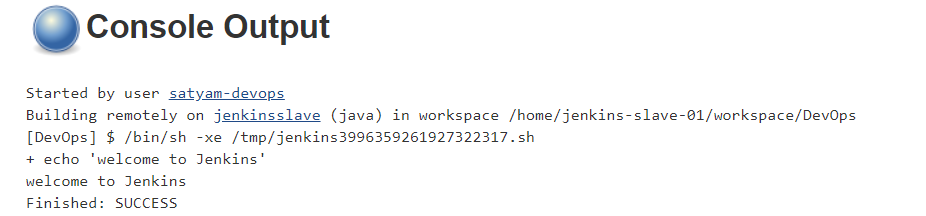 Console Output
Started by user satyam-devops
Building remotely on jenkinsslave (java) in workspace /home/jenkins-slave-01/workspace/DevOps
[DevOps] $ /bin/sh -xe /tmp/jenkins3996359261927322317.sh
+ echo 'welcome to Jenkins'
welcome to Jenkins
Finished: SUCCESS